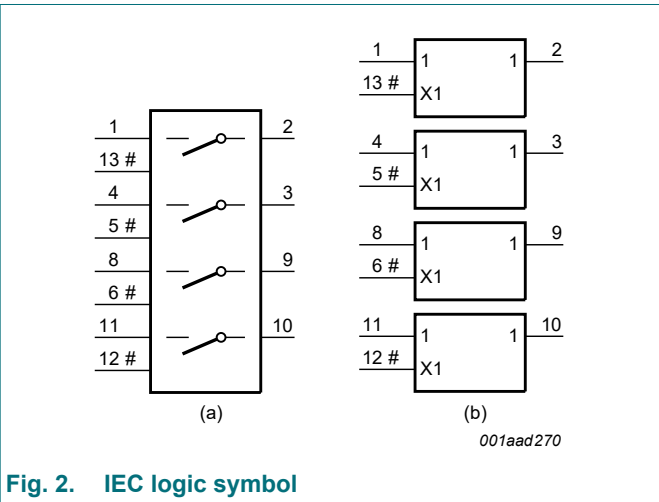 1 2
13 #
4 3
5 #
8 9
6 #
11 10
12 #
(a)
1 1 1 2
13 # X1
4 1 1 3
5 # X1
8 1 1 9
6 # X1
11 1 1 10
12 # X1
(b)
001aad270
Fig. 2. IEC logic symbol